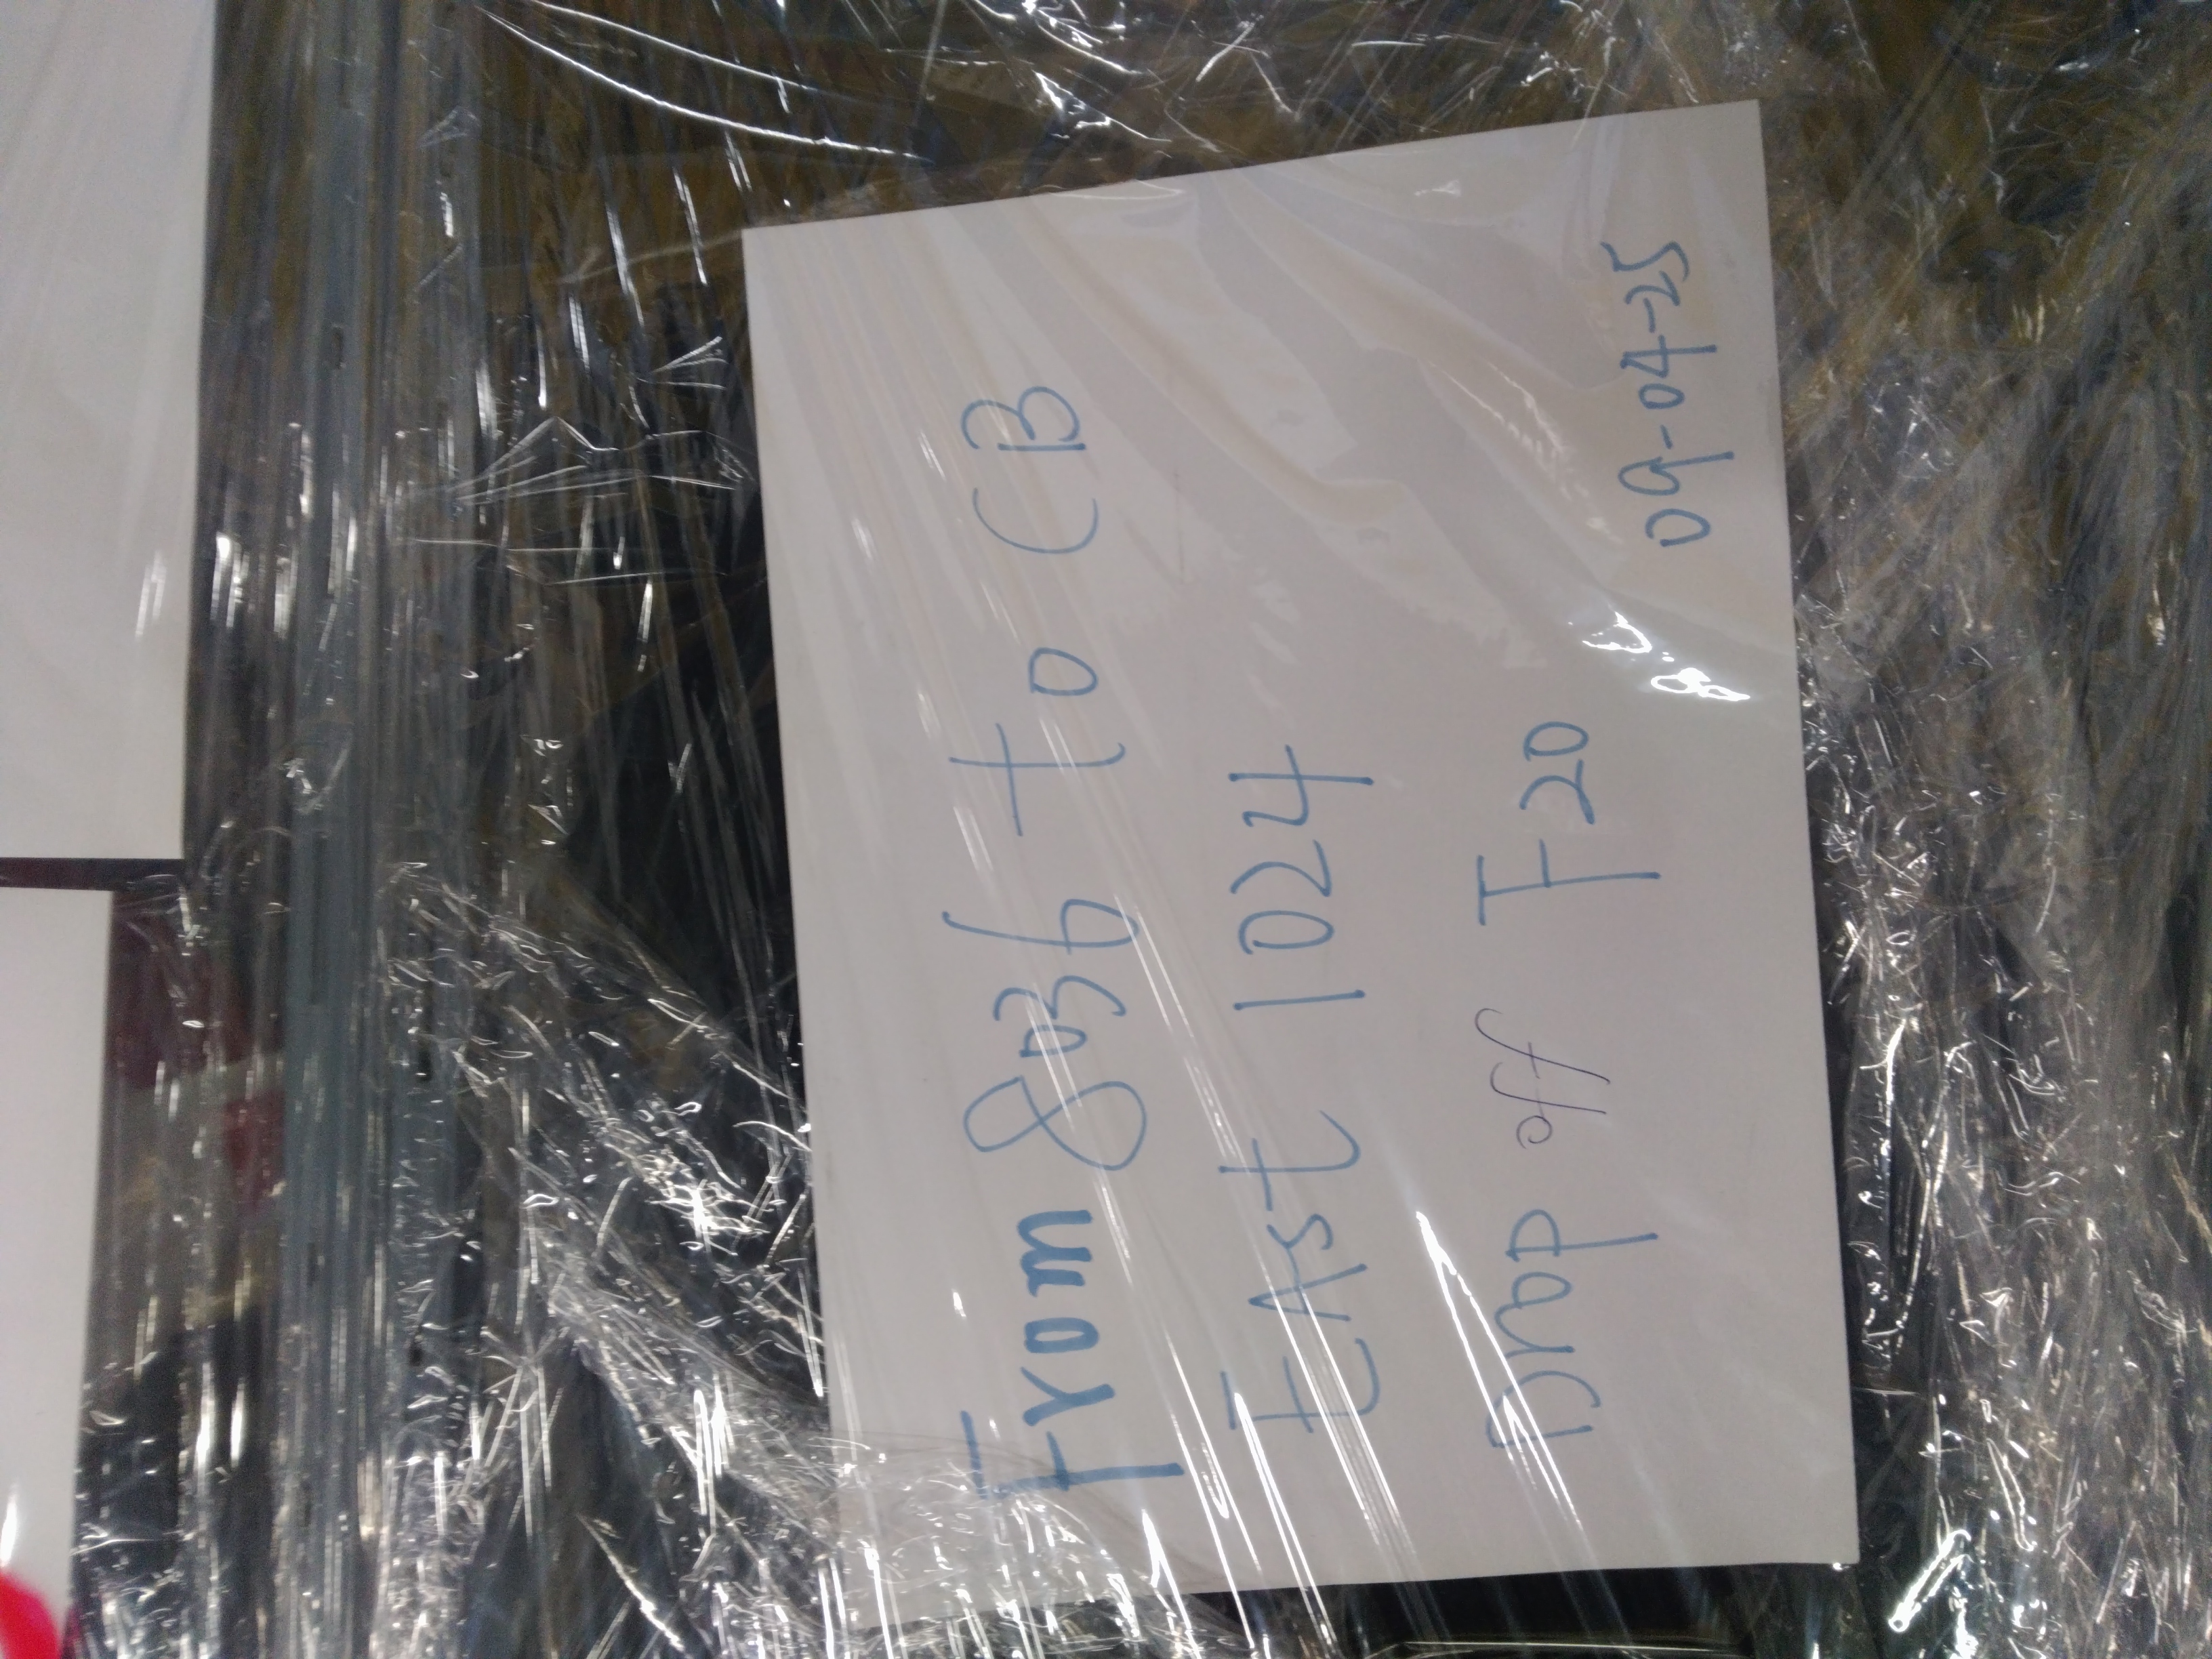 From 8036 to CB
EAst 1024
Drop off F20
09-04-25